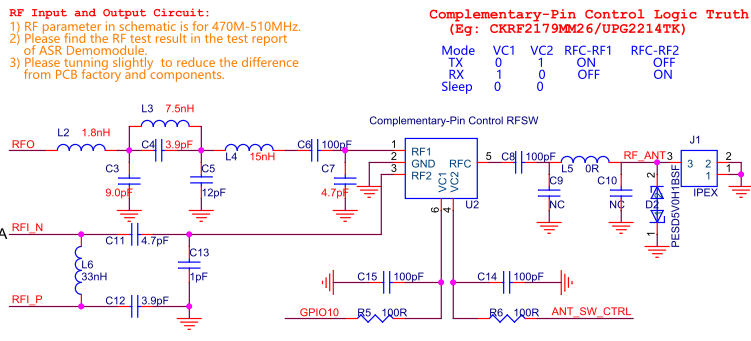 RF Input and Output Circuit:
1) RF parameter in schematic is for 470M-510MHz.
2) Please find the RF test result in the test report
of ASR Demomodule.
3) Please tunning slightly to reduce the difference
from PCB factory and components.
Complementary-Pin Control Logic Truth
(Eg: CKRF2179MM26/UPG2214TK)
Mode VC1 VC2 RFC-RF1 RFC-RF2
TX 0 1 ON OFF
RX 1 0 OFF ON
Sleep 0 0
Complementary-Pin Control RFSW
RFO
L2
1.8nH
L3
7.5nH
C4
3.9pF
C3
9.0pF
C5
12pF
L4
15nH
C6
100pF
C7
4.7pF
1
2
3
RF1
GND
RF2
RFC
VC1
VC2
U2
5
6
4
C8
100pF
C9
NC
L5
0R
C10
NC
RF_ANT
2
1
D2
PESD5V0H1BSF
J1
3
3
2
1
2
1
IPEX
A
RFI_N
C11
4.7pF
L6
33nH
C13
1pF
RFI_P
C12
3.9pF
C15
100pF
C14
100pF
GPIO10
R5
100R
R6
100R
ANT_SW_CTRL